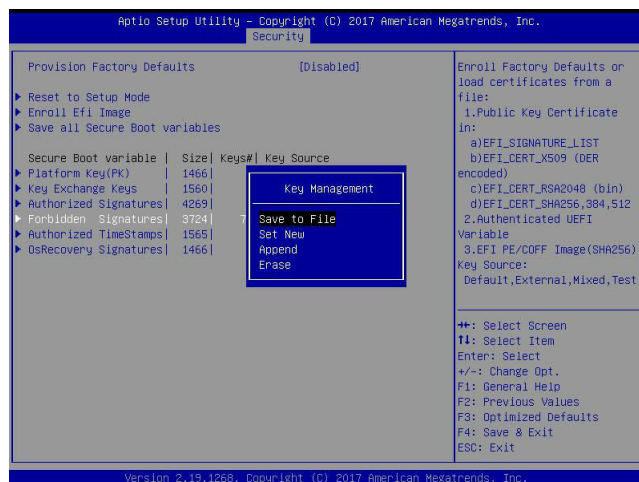 Aptio Setup Utility – Copyright (C) 2017 American Megatrends, Inc.
Security
Provision Factory Defaults [Disabled]
Reset to Setup Mode
Enroll Efi Image
Save all Secure Boot variables
Secure Boot variable | Size| Keys#| Key Source
Platform Key(PK) | 1466|
Key Exchange Keys | 1560|
Authorized Signatures| 4269|
Forbidden Signatures| 3724| 7
Authorized TimeStamps| 1565|
OsRecovery Signatures| 1466|
Key Management
Save to File
Set New
Append
Erase
Enroll Factory Defaults or
load certificates from a
file:
1.Public Key Certificate
in:
a)EFI_SIGNATURE_LIST
b)EFI_CERT_X509 (DER
encoded)
c)EFI_CERT_RSA2048 (bin)
d)EFI_CERT_SHA256,384,512
2.Authenticated UEFI
Variable
3.EFI PE/COFF Image(SHA256)
Key Source:
Default,External,Mixed,Test
→←: Select Screen
↑↓: Select Item
Enter: Select
+/-: Change Opt.
F1: General Help
F2: Previous Values
F3: Optimized Defaults
F4: Save & Exit
ESC: Exit
Version 2.19.1268. Copyright (C) 2017 American Megatrends, Inc.